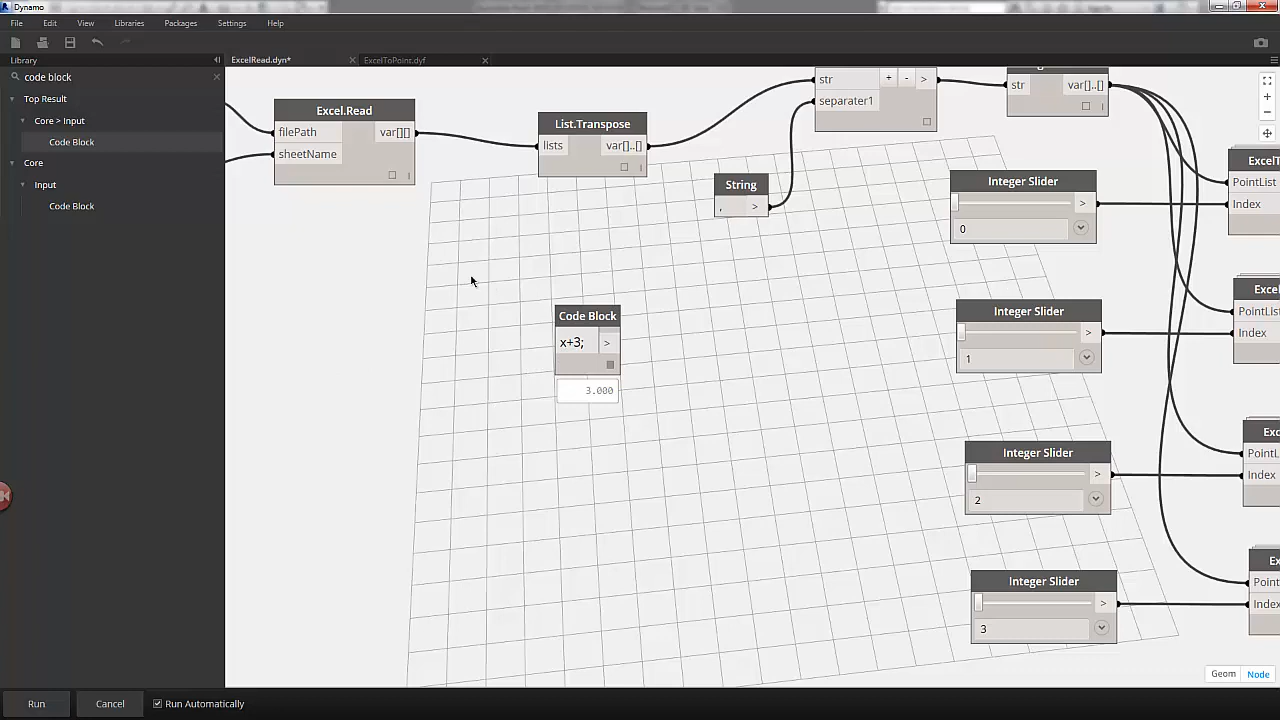 Dynamo
File Edit View Libraries Packages Settings Help
Library
ExcelRead.dyn*
ExcelToPoint.dyf
code block
Top Result
Core > Input
Code Block
Core
Input
Code Block
Excel.Read
filePath var[][]
sheetName
List.Transpose
lists var[]..[]
str + - >
separater1
str var[]..[]
String
, >
Integer Slider
>
0
PointList
Index
Integer Slider
>
1
PointList
Index
Code Block
x+3; >
3.000
Integer Slider
>
2
Index
Integer Slider
>
3
Index
Geom Node
Run Cancel Run Automatically